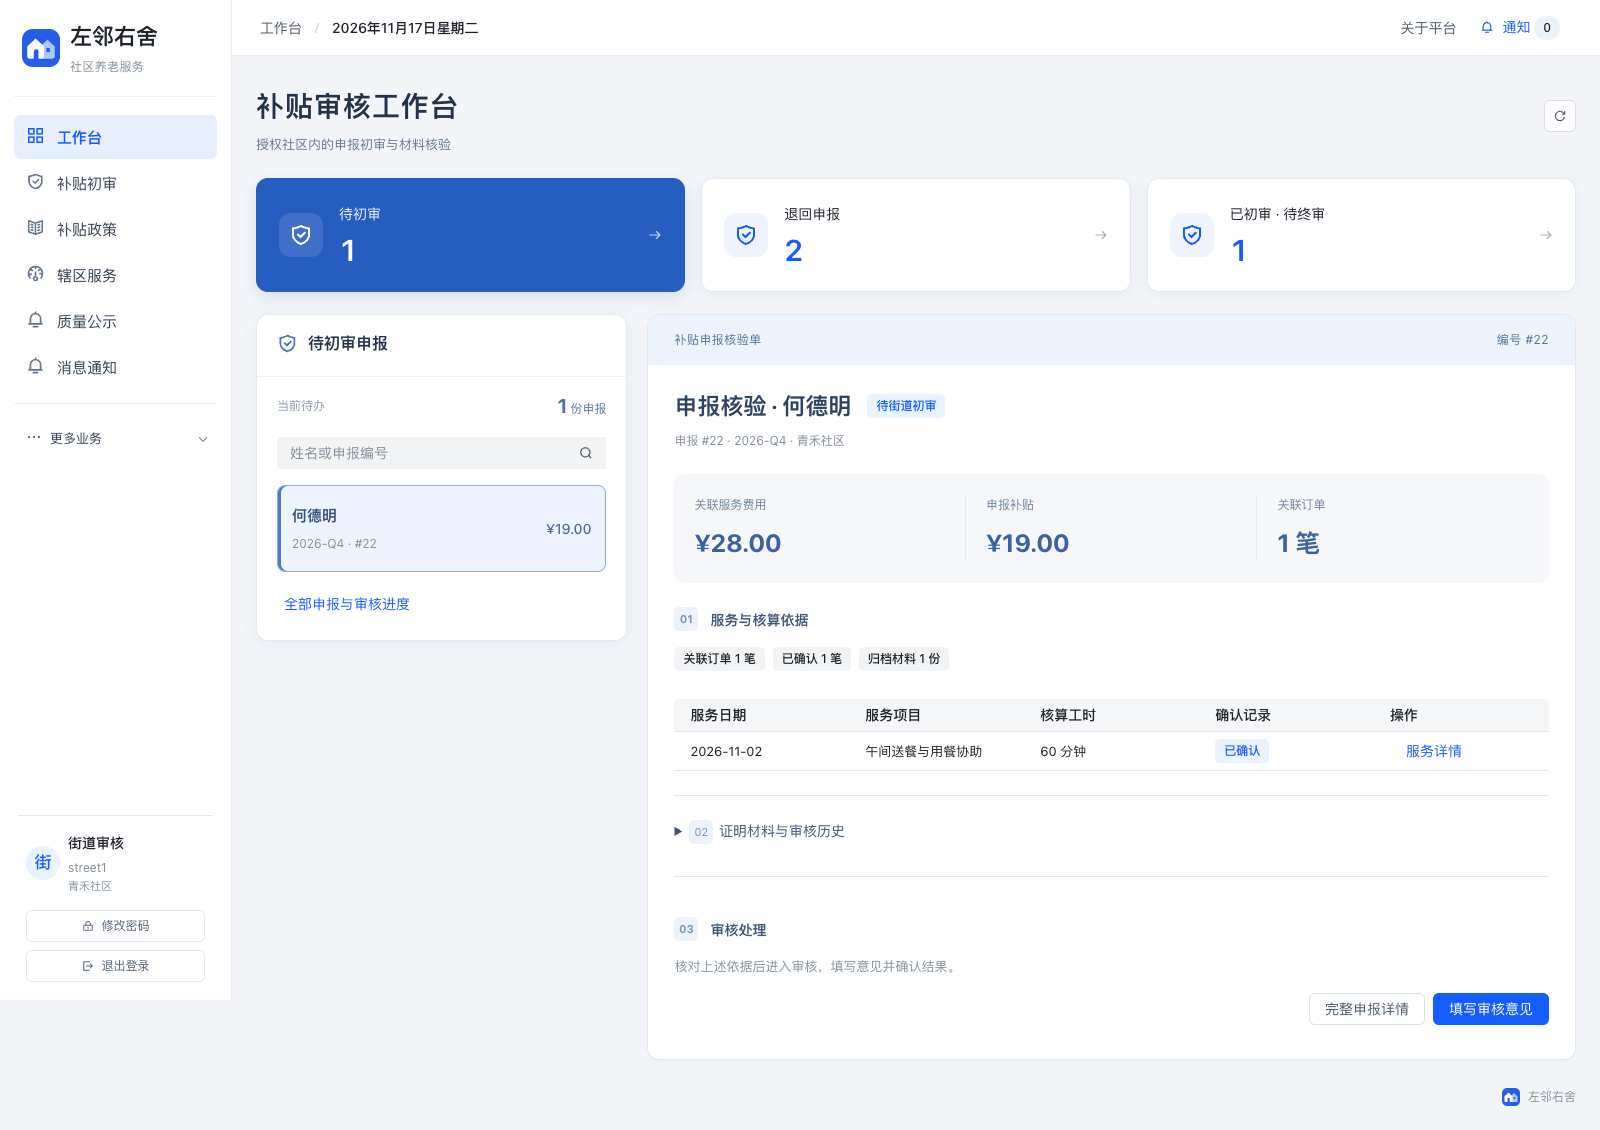 左邻右舍
社区养老服务
工作台
补贴初审
补贴政策
辖区服务
质量公示
消息通知
更多业务
街
街道审核
street1
青禾社区
修改密码
退出登录
工作台 / 2026年11月17日星期二
关于平台 通知 0
补贴审核工作台
授权社区内的申报初审与材料核验
待初审
1
退回申报
2
已初审 · 待终审
1
待初审申报
当前待办 1 份申报
姓名或申报编号
何德明
2026-Q4 · #22
¥19.00
全部申报与审核进度
补贴申报核验单 编号 #22
申报核验 · 何德明 待街道初审
申报 #22 · 2026-Q4 · 青禾社区
关联服务费用 申报补贴 关联订单
¥28.00 ¥19.00 1 笔
01 服务与核算依据
关联订单 1 笔 已确认 1 笔 归档材料 1 份
服务日期 服务项目 核算工时 确认记录 操作
2026-11-02 午间送餐与用餐协助 60 分钟 已确认 服务详情
02 证明材料与审核历史
03 审核处理
核对上述依据后进入审核，填写意见并确认结果。
完整申报详情 填写审核意见
左邻右舍